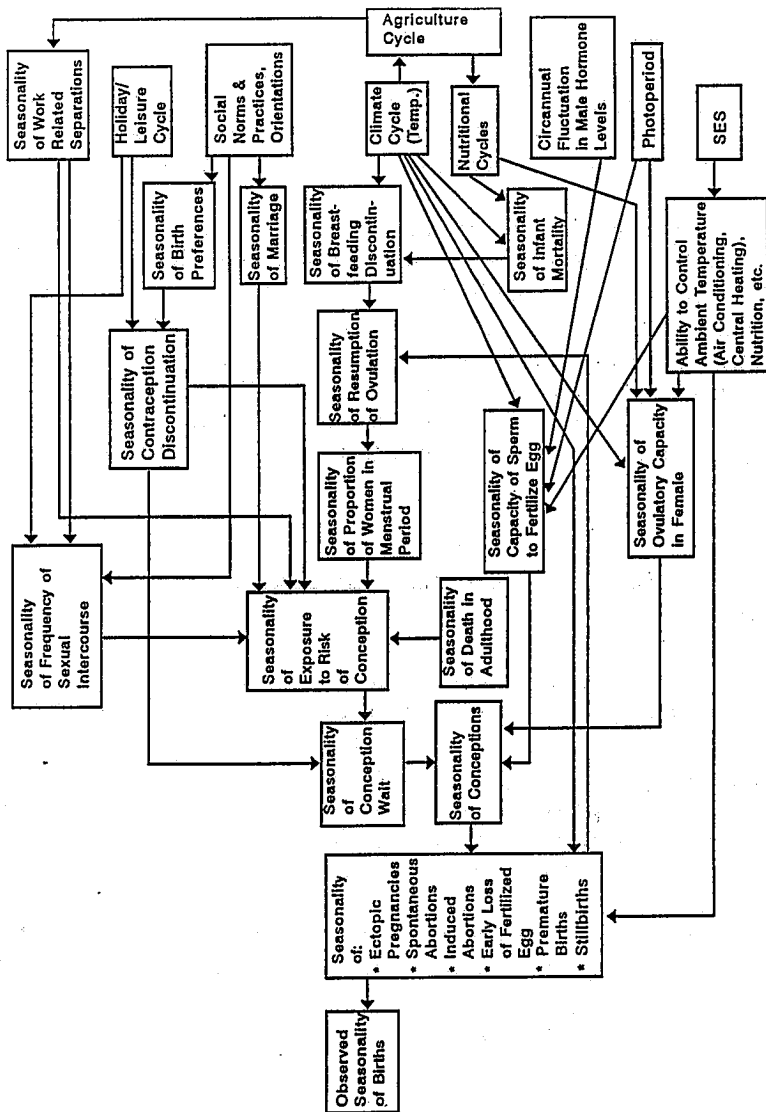 Agriculture
Cycle
Seasonality
of Work
Related
Separations
Holiday/
Leisure Cycle
Social
Norms &
Practices,
Orientations
Climate
Cycle
(Temp.)
Nutritional
Cycles
Circannual
Fluctuation
in Male Hormone
Levels
Photoperiod
SES
Seasonality
of Birth
Preferences
Seasonality
of Marriage
Seasonality
of Breast-
feeding
Discontin-
uation
Seasonality
of Infant
Mortality
Ability to Control
Ambient Temperature
(Air Conditioning,
Central Heating),
Nutrition, etc.
Seasonality of
Contraception
Discontinuation
Seasonality
of Resumption
of Ovulation
Seasonality
of Proportion
of Women in
Menstrual
Period
Seasonality of
Capacity of Sperm
to Fertilize Egg
Seasonality of
Ovulatory Capacity
in Female
Seasonality
of Frequency of
Sexual
Intercourse
Seasonality
of
Exposure
to Risk
of
Conception
Seasonality
of Death in
Adulthood
Seasonality
of Conception
Wait
Seasonality
of Conceptions
Seasonality
of:
* Ectopic
Pregnancies
* Spontaneous
Abortions
* Induced
Abortions
* Early Loss
of Fertilized
Egg
* Premature
Births
* Stillbirths
Observed
Seasonality
of Births